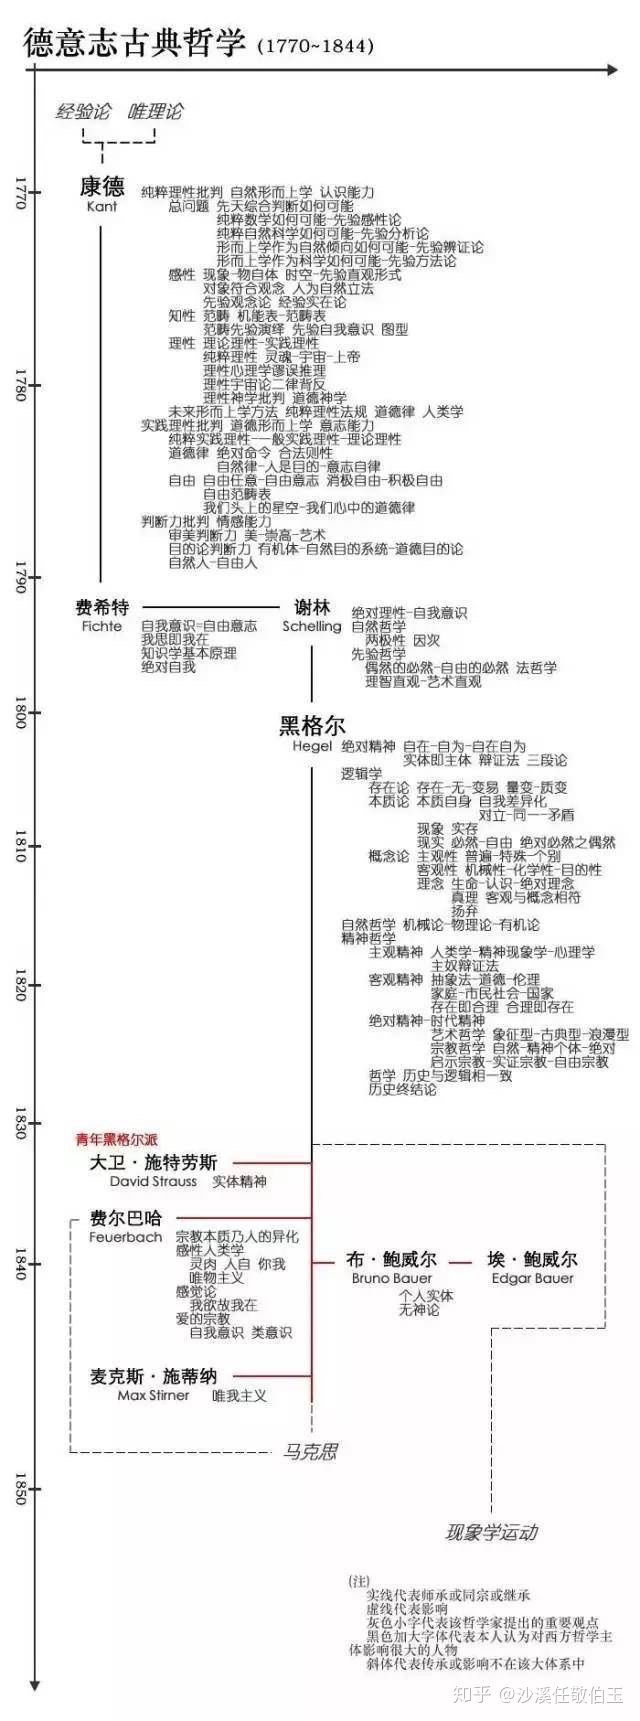 德意志古典哲学 (1770~1844)
经验论 唯理论
1770
康德
Kant
纯粹理性批判 自然形而上学 认识能力
总问题 先天综合判断如何可能
纯粹数学如何可能-先验感性论
纯粹自然科学如何可能-先验分析论
形而上学作为自然倾向如何可能-先验辨证论
形而上学作为科学如何可能-先验方法论
感性 现象-物自体 时空-先验直观形式
对象符合观念 人为自然立法
先验观念论 经验实在论
知性 范畴 机能表-范畴表
范畴先验演绎 先验自我意识 图型
理性 理论理性-实践理性
纯粹理性 灵魂-宇宙-上帝
理性心理学谬误推理
理性宇宙论二律背反
理性神学批判 道德神学
1780
未来形而上学方法 纯粹理性法规 道德律 人类学
实践理性批判 道德形而上学 意志能力
纯粹实践理性-一般实践理性-理论理性
道德律 绝对命令 合法则性
自然律-人是目的-意志自律
自由 自由任意-自由意志 消极自由-积极自由
自由范畴表
我们头上的星空-我们心中的道德律
判断力批判 情感能力
审美判断力 美-崇高-艺术
目的论判断力 有机体-自然目的系统-道德目的论
自然人-自由人
1790
费希特
Fichte
自我意识=自由意志
我思即我在
知识学基本原理
绝对自我
谢林
Schelling
绝对理性-自我意识
自然哲学
两极性 因次
先验哲学
偶然的必然-自由的必然 法哲学
理智直观-艺术直观
1800
黑格尔
Hegel
绝对精神 自在-自为-自在自为
实体即主体 辩证法 三段论
逻辑学
存在论 存在-无-变易 量变-质变
本质论 本质自身 自我差异化
对立-同一-矛盾
现象 实存
现实 必然-自由 绝对必然之偶然
1810
概念论 主观性 普遍-特殊-个别
客观性 机械性-化学性-目的性
理念 生命-认识-绝对理念
真理 客观与概念相符
扬弃
自然哲学 机械论-物理论-有机论
精神哲学
主观精神 人类学-精神现象学-心理学
主奴辩证法
客观精神 抽象法-道德-伦理
家庭-市民社会-国家
存在即合理 合理即存在
1820
绝对精神-时代精神
艺术哲学 象征型-古典型-浪漫型
宗教哲学 自然-精神个体-绝对
启示宗教-实证宗教-自由宗教
哲学 历史与逻辑相一致
历史终结论
1830
青年黑格尔派
大卫·施特劳斯
David Strauss 实体精神
费尔巴哈
Feuerbach
宗教本质乃人的异化
感性人类学
灵肉 人自 你我
唯物主义
感觉论
我欲故我在
爱的宗教
自我意识 类意识
1840
布·鲍威尔
Bruno Bauer
个人实体
无神论
埃·鲍威尔
Edgar Bauer
麦克斯·施蒂纳
Max Stirner 唯我主义
马克思
1850
现象学运动
(注)
实线代表师承或同宗或继承
虚线代表影响
灰色小字代表该哲学家提出的重要观点
黑色加大字体代表本人认为对西方哲学主
体影响很大的人物
斜体代表传承或影响不在该大体系中
知乎 @沙溪任敬伯玉